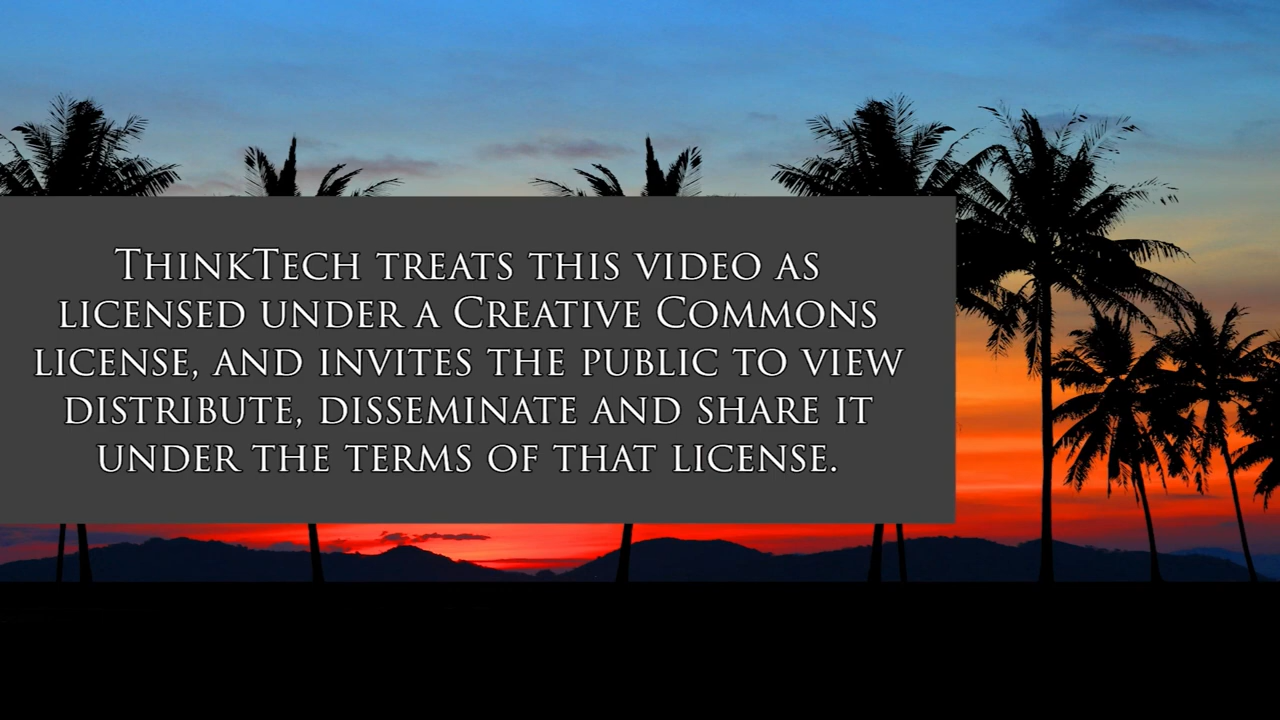 ThinkTech treats this video as
licensed under a Creative Commons
license, and invites the public to view
distribute, disseminate and share it
under the terms of that license.